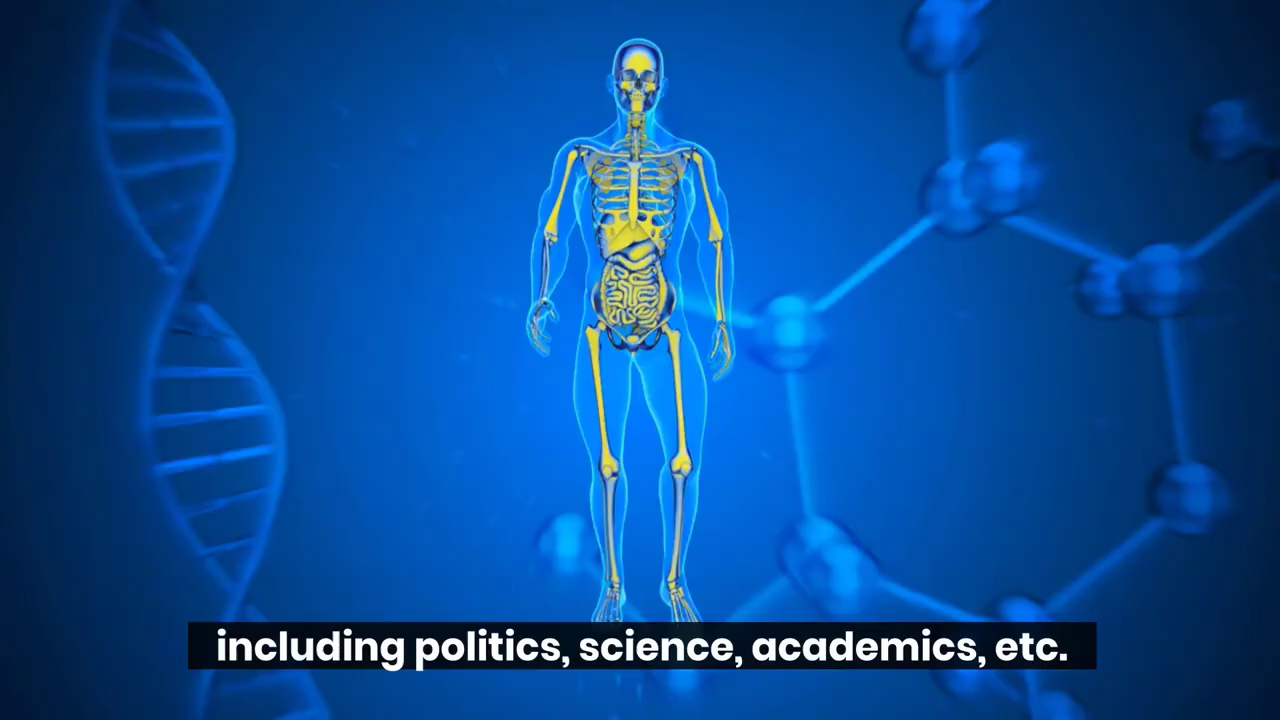 including politics, science, academics, etc.